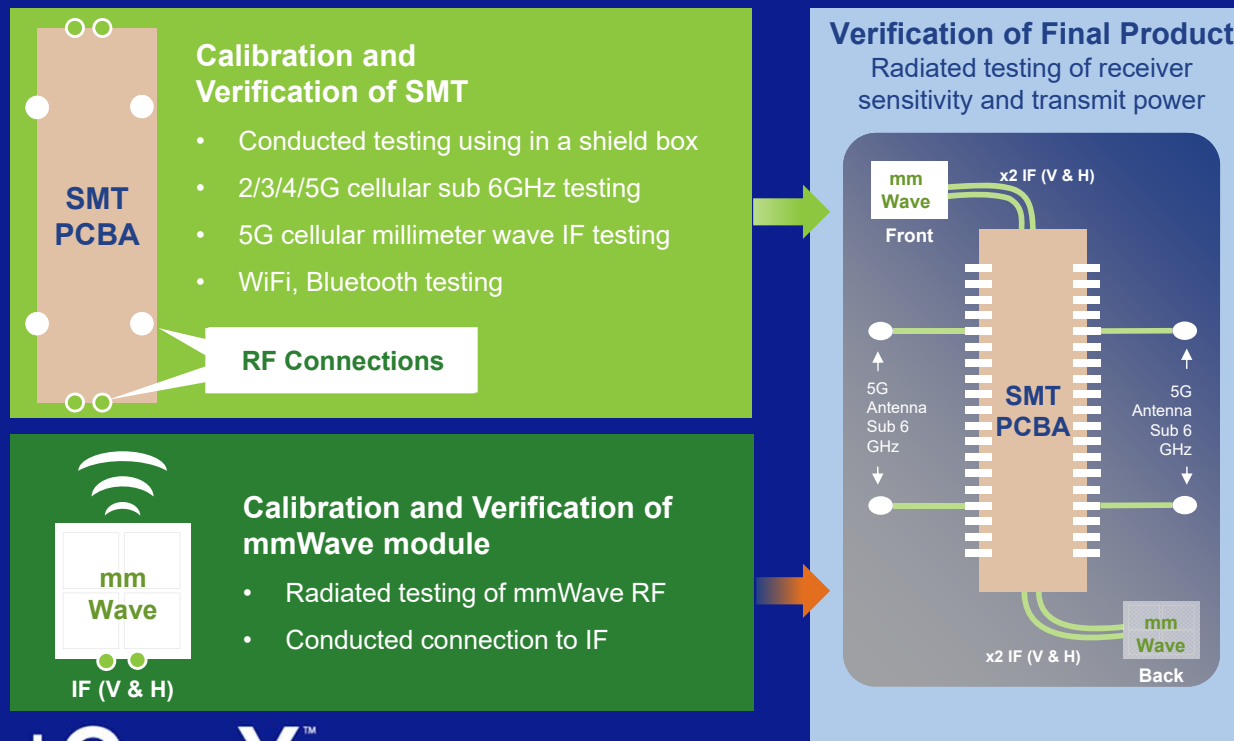 Calibration and
Verification of SMT
• Conducted testing using in a shield box
• 2/3/4/5G cellular sub 6GHz testing
• 5G cellular millimeter wave IF testing
• WiFi, Bluetooth testing
SMT
PCBA
RF Connections
mm
Wave
IF (V & H)
Calibration and Verification of
mmWave module
• Radiated testing of mmWave RF
• Conducted connection to IF
Verification of Final Product
Radiated testing of receiver
sensitivity and transmit power
mm
Wave
Front
x2 IF (V & H)
5G
Antenna
Sub 6
GHz
SMT
PCBA
5G
Antenna
Sub 6
GHz
x2 IF (V & H)
mm
Wave
Back